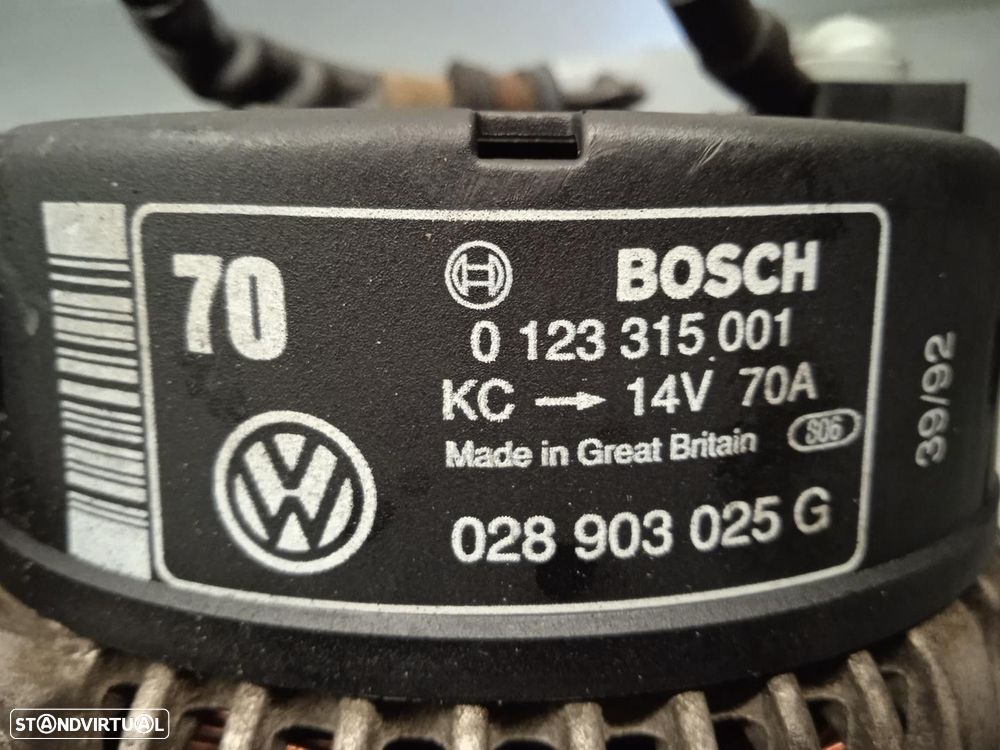 70
BOSCH
0 123 315 001
KC → 14V 70A
Made in Great Britain S06
028 903 025 G
39/92
STANDVIRTUAL